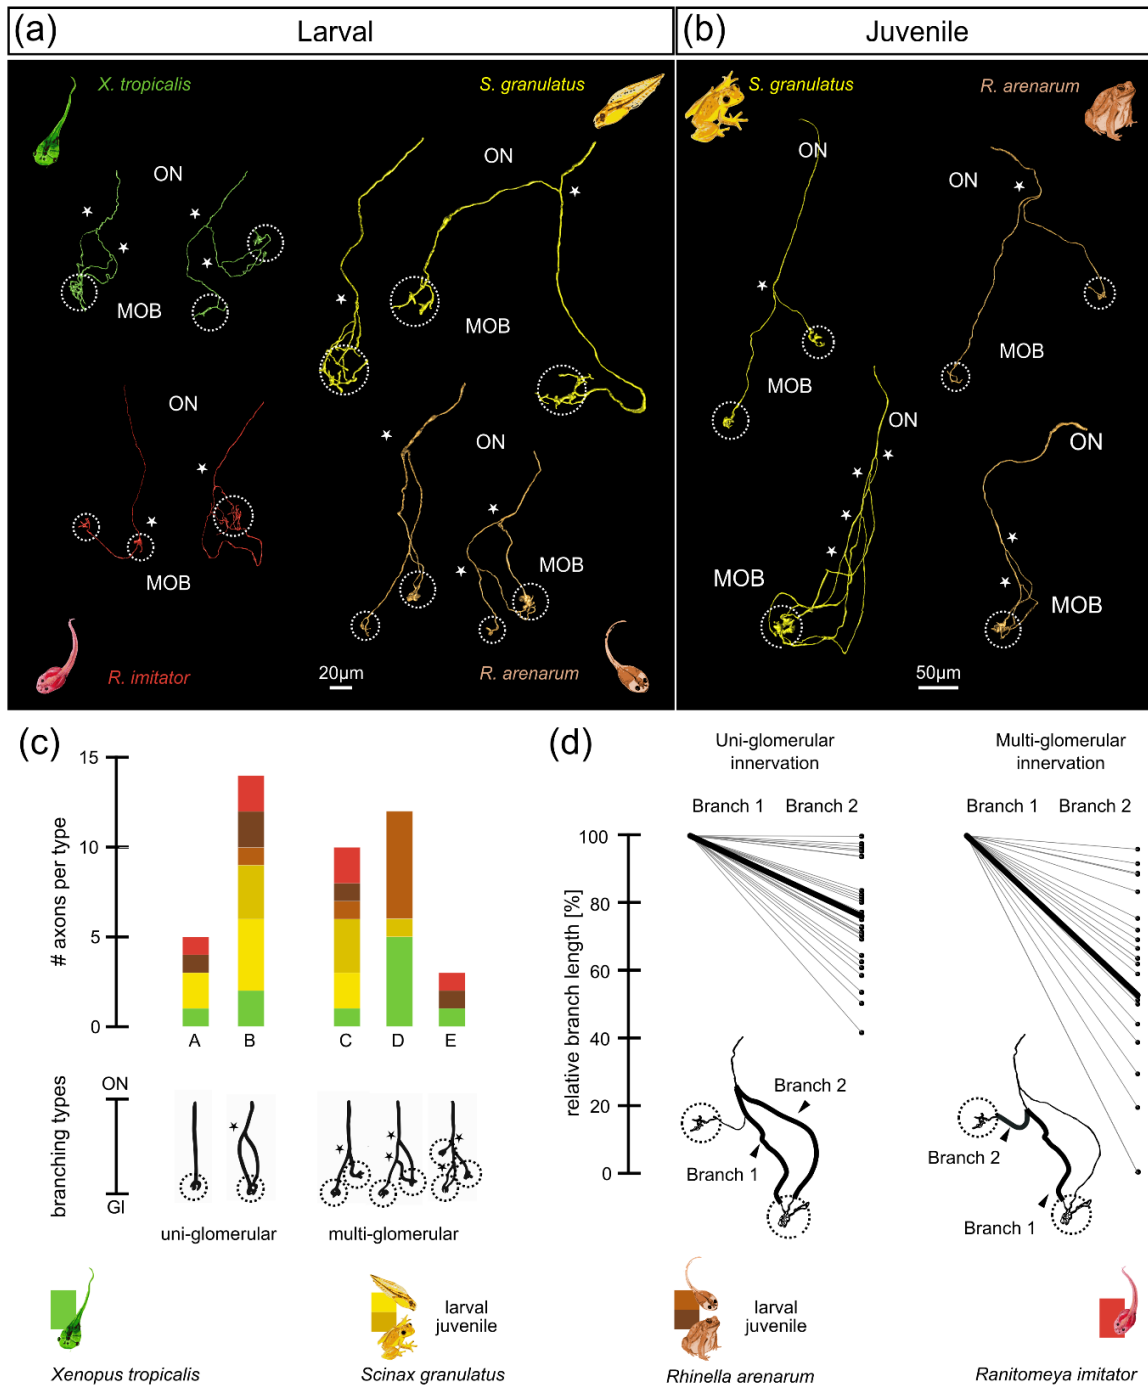 (a) Larval
(b) Juvenile
X. tropicalis
S. granulatus
S. granulatus
R. arenarum
ON
ON
ON
ON
MOB
MOB
MOB
MOB
ON
ON
ON
ON
MOB
MOB
MOB
MOB
R. imitator
20µm
R. arenarum
50µm
(c)
15
10
5
0
# axons per type
A B C D E
branching types
ON
Gl
uni-glomerular
multi-glomerular
(d)
Uni-glomerular
innervation
Multi-glomerular
innervation
Branch 1 Branch 2
Branch 1 Branch 2
relative branch length [%]
100
80
60
40
20
0
Branch 2
Branch 1
Branch 2
Branch 1
larval
juvenile
larval
juvenile
Xenopus tropicalis
Scinax granulatus
Rhinella arenarum
Ranitomeya imitator